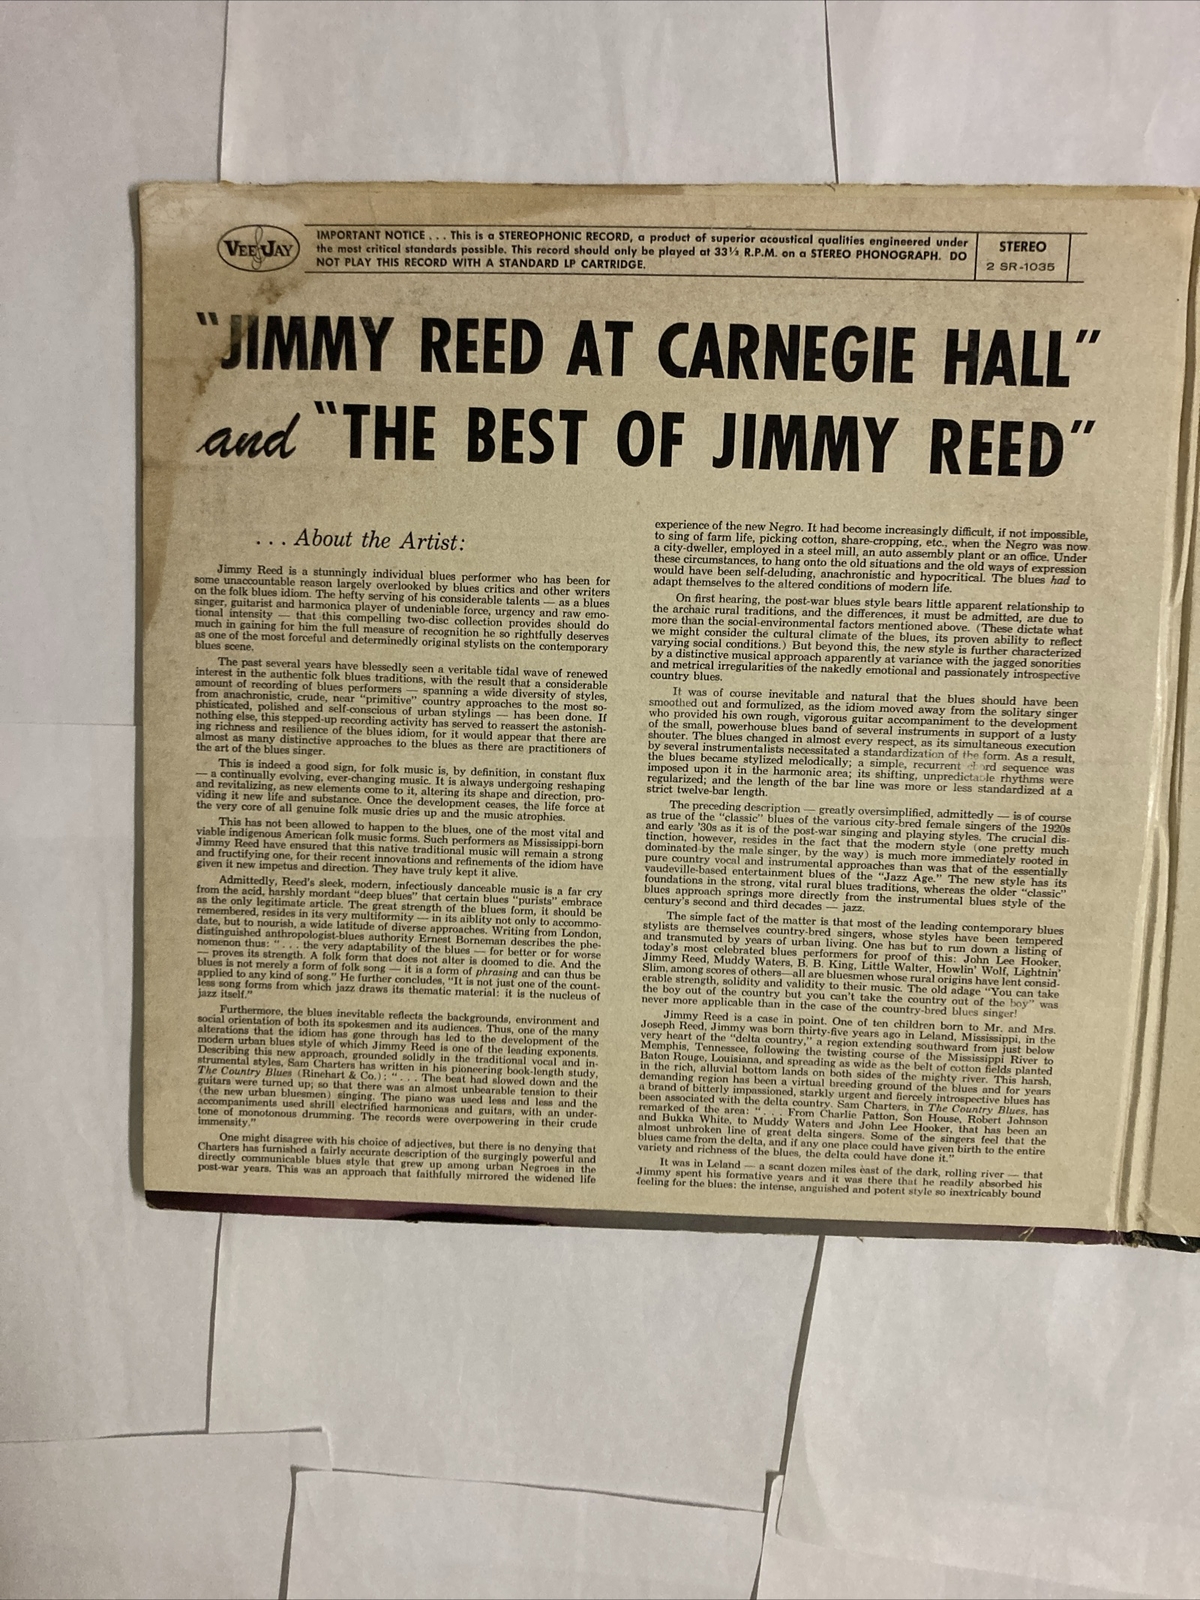 VEE JAY
IMPORTANT NOTICE . . . This is a STEREOPHONIC RECORD, a product of superior acoustical qualities engineered under
the most critical standards possible. This record should only be played at 33⅓ R.P.M. on a STEREO PHONOGRAPH. DO
NOT PLAY THIS RECORD WITH A STANDARD LP CARTRIDGE.
STEREO
2 SR-1035
"JIMMY REED AT CARNEGIE HALL"
and "THE BEST OF JIMMY REED"
. . . About the Artist:
Jimmy Reed is a stunningly individual blues performer who has been for
some unaccountable reason largely overlooked by blues critics and other writers
on the folk blues idiom. The hefty serving of his considerable talents — as a blues
singer, guitarist and harmonica player of undeniable force, urgency and raw emo-
tional intensity — that this compelling two-disc collection provides should do
much in gaining for him the full measure of recognition he so rightfully deserves
as one of the most forceful and determinedly original stylists on the contemporary
blues scene.
The past several years have blessedly seen a veritable tidal wave of renewed
interest in the authentic folk blues traditions, with the result that a considerable
amount of recording of blues performers — spanning a wide diversity of styles,
from anachronistic, crude, near "primitive" country approaches to the most so-
phisticated, polished and self-conscious of urban stylings — has been done. If
nothing else, this stepped-up recording activity has served to reassert the astonish-
ing richness and resilience of the blues idiom, for it would appear that there are
almost as many distinctive approaches to the blues as there are practitioners of
the art of the blues singer.
This is indeed a good sign, for folk music is, by definition, in constant flux
— a continually evolving, ever-changing music. It is always undergoing reshaping
and revitalizing, as new elements come to it, altering its shape and direction, pro-
viding it new life and substance. Once the development ceases, the life force at
the very core of all genuine folk music dries up and the music atrophies.
This has not been allowed to happen to the blues, one of the most vital and
viable indigenous American folk music forms. Such performers as Mississippi-born
Jimmy Reed have ensured that this native traditional music will remain a strong
and fructifying one, for their recent innovations and refinements of the idiom have
given it new impetus and direction. They have truly kept it alive.
Admittedly, Reed's sleek, modern, infectiously danceable music is a far cry
from the acid, harshly mordant "deep blues" that certain blues "purists" embrace
as the only legitimate article. The great strength of the blues form, it should be
remembered, resides in its very multiformity — in its aiblity not only to accommo-
date, but to nourish, a wide latitude of diverse approaches. Writing from London,
distinguished anthropologist-blues authority Ernest Borneman describes the phe-
nomenon thus: ". . . the very adaptability of the blues — for better or for worse
— proves its strength. A folk form that does not alter is doomed to die. And the
blues is not merely a form of folk song — it is a form of phrasing and can thus be
applied to any kind of song." He further concludes, "It is not just one of the count-
less song forms from which jazz draws its thematic material: it is the nucleus of
jazz itself."
Furthermore, the blues inevitable reflects the backgrounds, environment and
social orientation of both its spokesmen and its audiences. Thus, one of the many
alterations that the idiom has gone through has led to the development of the
modern urban blues style of which Jimmy Reed is one of the leading exponents.
Describing this new approach, grounded solidly in the traditional vocal and in-
strumental styles, Sam Charters has written in his pioneering book-length study,
The Country Blues (Rinehart & Co.): ". . . The beat had slowed down and the
guitars were turned up; so that there was an almost unbearable tension to their
(the new urban bluesmen) singing. The piano was used less and less and the
accompaniments used shrill electrified harmonicas and guitars, with an under-
tone of monotonous drumming. The records were overpowering in their crude
immensity."
One might disagree with his choice of adjectives, but there is no denying that
Charters has furnished a fairly accurate description of the surgingly powerful and
directly communicable blues style that grew up among urban Negroes in the
post-war years. This was an approach that faithfully mirrored the widened life
experience of the new Negro. It had become increasingly difficult, if not impossible,
to sing of farm life, picking cotton, share-cropping, etc., when the Negro was now
a city-dweller, employed in a steel mill, an auto assembly plant or an office. Under
these circumstances, to hang onto the old situations and the old ways of expression
would have been self-deluding, anachronistic and hypocritical. The blues had to
adapt themselves to the altered conditions of modern life.
On first hearing, the post-war blues style bears little apparent relationship to
the archaic rural traditions, and the differences, it must be admitted, are due to
more than the social-environmental factors mentioned above. (These dictate what
we might consider the cultural climate of the blues, its proven ability to reflect
varying social conditions.) But beyond this, the new style is further characterized
by a distinctive musical approach apparently at variance with the jagged sonorities
and metrical irregularities of the nakedly emotional and passionately introspective
country blues.
It was of course inevitable and natural that the blues should have been
smoothed out and formulized, as the idiom moved away from the solitary singer
who provided his own rough, vigorous guitar accompaniment to the development
of the small, powerhouse blues band of several instruments in support of a lusty
shouter. The blues changed in almost every respect, as its simultaneous execution
by several instrumentalists necessitated a standardization of the form. As a result,
the blues became stylized melodically; a simple, recurrent chord sequence was
imposed upon it in the harmonic area; its shifting, unpredictable rhythms were
regularized; and the length of the bar line was more or less standardized at a
strict twelve-bar length.
The preceding description — greatly oversimplified, admittedly — is of course
as true of the "classic" blues of the various city-bred female singers of the 1920s
and early '30s as it is of the post-war singing and playing styles. The crucial dis-
tinction, however, resides in the fact that the modern style (one pretty much
dominated by the male singer, by the way) is much more immediately rooted in
pure country vocal and instrumental approaches than was that of the essentially
vaudeville-based entertainment blues of the "Jazz Age." The new style has its
foundations in the strong, vital rural blues traditions, whereas the older "classic"
blues approach springs more directly from the instrumental blues style of the
century's second and third decades — jazz.
The simple fact of the matter is that most of the leading contemporary blues
stylists are themselves country-bred singers, whose styles have been tempered
and transmuted by years of urban living. One has but to run down a listing of
today's most celebrated blues performers for proof of this: John Lee Hooker,
Jimmy Reed, Muddy Waters, B. B. King, Little Walter, Howlin' Wolf, Lightnin'
Slim, among scores of others—all are bluesmen whose rural origins have lent consid-
erable strength, solidity and validity to their music. The old adage "You can take
the boy out of the country but you can't take the country out of the boy" was
never more applicable than in the case of the country-bred blues singer!
Jimmy Reed is a case in point. One of ten children born to Mr. and Mrs.
Joseph Reed, Jimmy was born thirty-five years ago in Leland, Mississippi, in the
very heart of the "delta country," a region extending southward from just below
Memphis, Tennessee, following the twisting course of the Mississippi River to
Baton Rouge, Louisiana, and spreading as wide as the belt of cotton fields planted
in the rich, alluvial bottom lands on both sides of the mighty river. This harsh,
demanding region has been a virtual breeding ground of the blues and for years
a brand of bitterly impassioned, starkly urgent and fiercely introspective blues has
been associated with the delta country. Sam Charters, in The Country Blues, has
remarked of the area: ". . . From Charlie Patton, Son House, Robert Johnson
and Bukka White, to Muddy Waters and John Lee Hooker, that has been an
almost unbroken line of great delta singers. Some of the singers feel that the
blues came from the delta, and if any one place could have given birth to the entire
variety and richness of the blues, the delta could have done it."
It was in Leland — a scant dozen miles east of the dark, rolling river — that
Jimmy spent his formative years and it was there that he readily absorbed his
feeling for the blues: the intense, anguished and potent style so inextricably bound